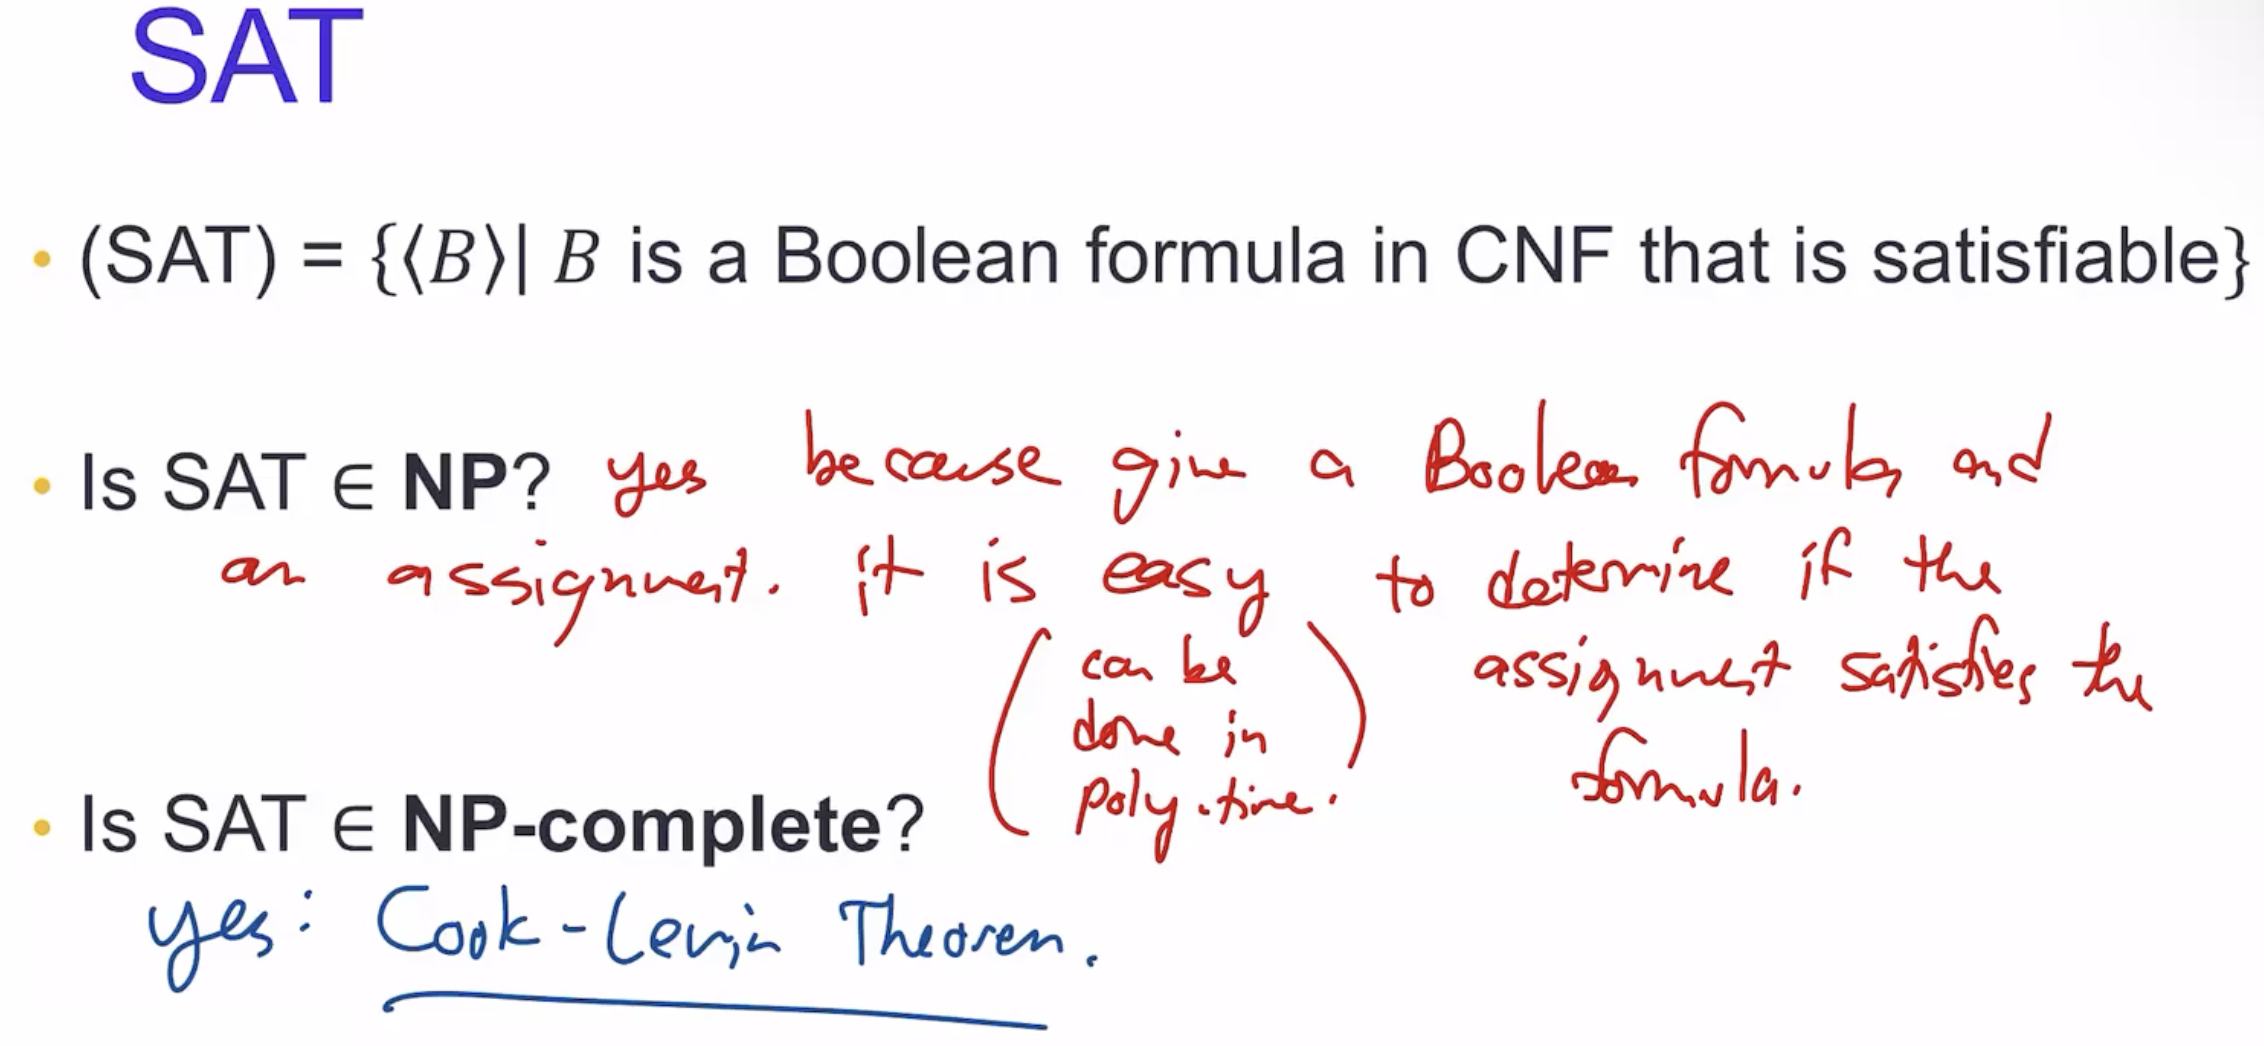 SAT
• (SAT) = {⟨B⟩| B is a Boolean formula in CNF that is satisfiable}
• Is SAT ∈ NP? yes because give a Boolean formula and
an assignment. it is easy to determine if the
(can be done in poly.time.)
assignment satisfies the
formula.
• Is SAT ∈ NP-complete?
yes: Cook-Levin Theorem.